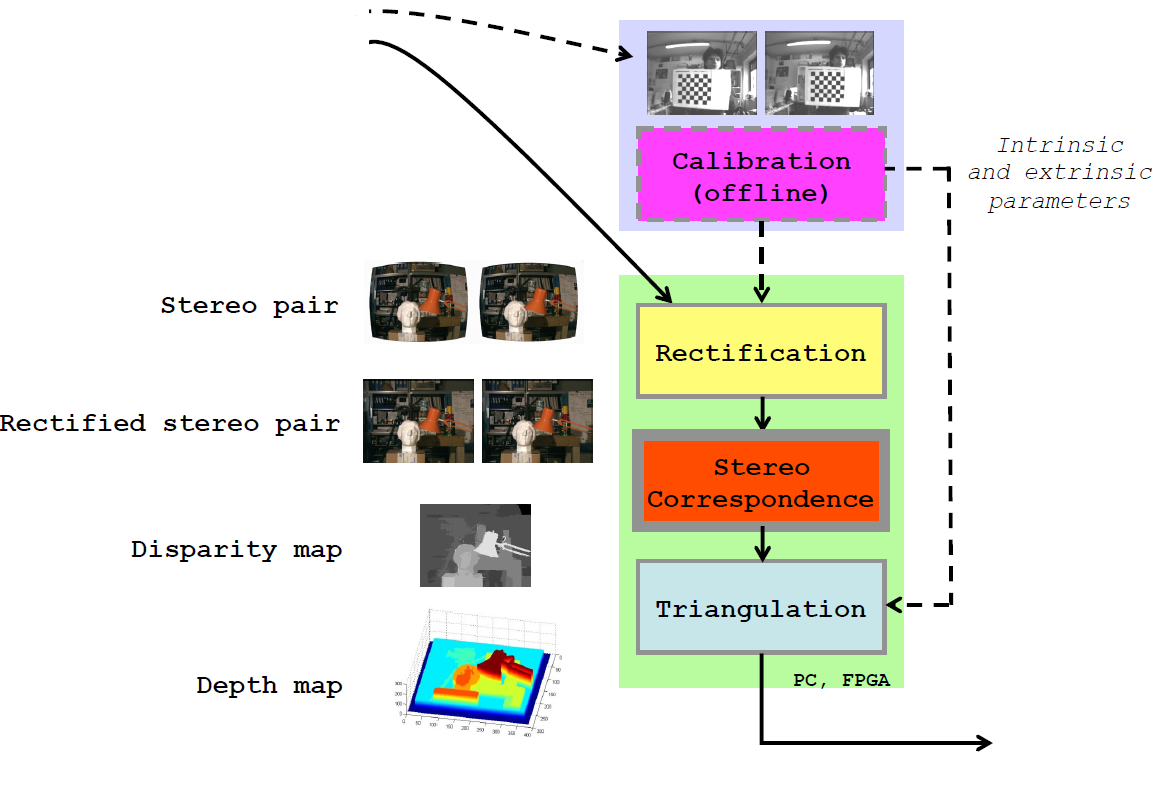 Calibration
(offline)
Intrinsic
and extrinsic
parameters
Stereo pair
Rectification
Rectified stereo pair
Stereo
Correspondence
Disparity map
Triangulation
Depth map
PC, FPGA